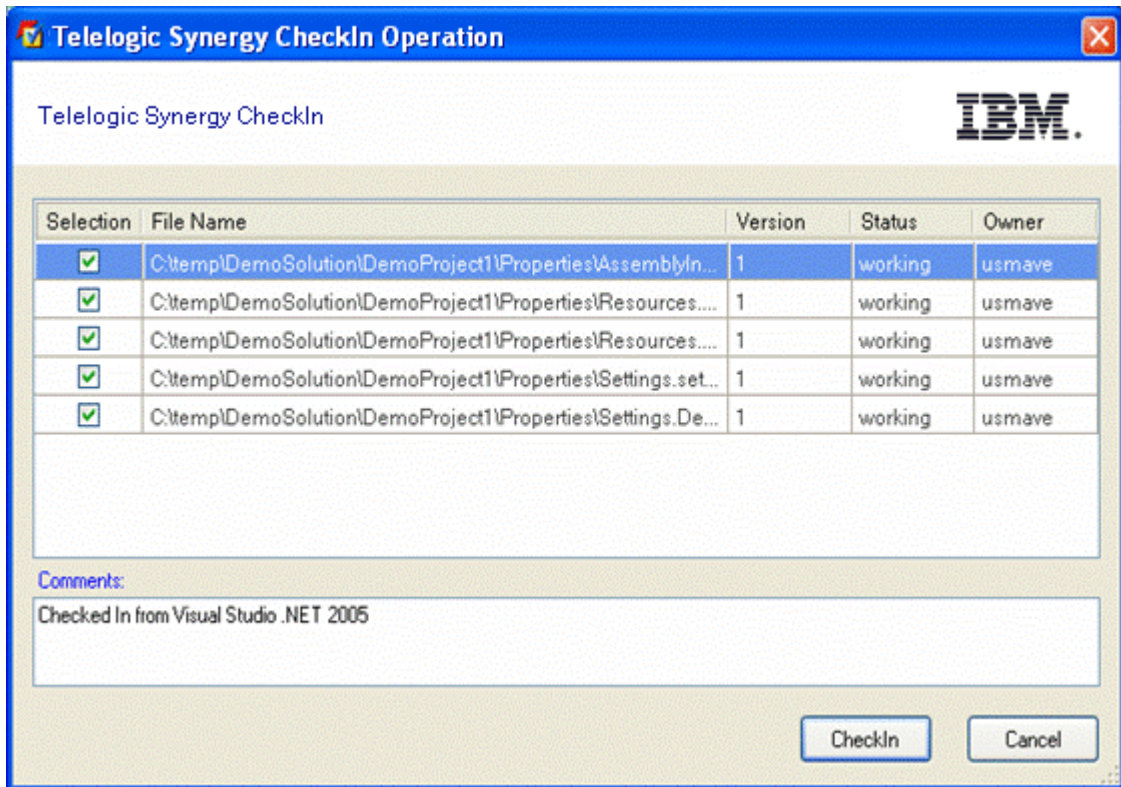 Telelogic Synergy CheckIn Operation
Telelogic Synergy CheckIn
IBM.
Selection File Name Version Status Owner
C:\temp\DemoSolution\DemoProject1\Properties\AssemblyIn... 1 working usmave
C:\temp\DemoSolution\DemoProject1\Properties\Resources.... 1 working usmave
C:\temp\DemoSolution\DemoProject1\Properties\Resources.... 1 working usmave
C:\temp\DemoSolution\DemoProject1\Properties\Settings.set... 1 working usmave
C:\temp\DemoSolution\DemoProject1\Properties\Settings.De... 1 working usmave
Comments:
Checked In from Visual Studio .NET 2005
CheckIn Cancel